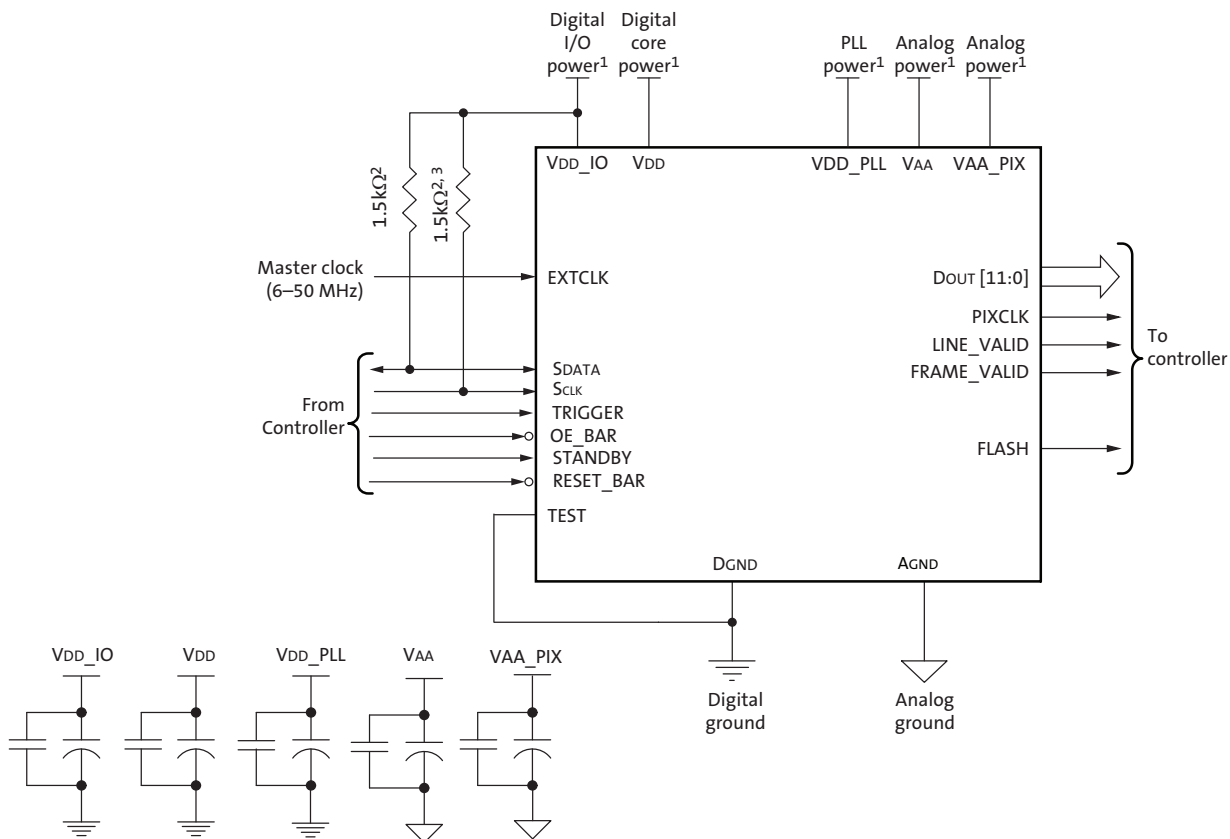 Digital
I/O
power1
Digital
core
power1
PLL
power1
Analog
power1
Analog
power1
VDD_IO
VDD
VDD_PLL
VAA
VAA_PIX
1.5kΩ2
1.5kΩ2, 3
Master clock
(6–50 MHz)
EXTCLK
DOUT [11:0]
PIXCLK
LINE_VALID
FRAME_VALID
FLASH
To
controller
From
Controller
SDATA
SCLK
TRIGGER
OE_BAR
STANDBY
RESET_BAR
TEST
DGND
AGND
Digital
ground
Analog
ground
VDD_IO
VDD
VDD_PLL
VAA
VAA_PIX